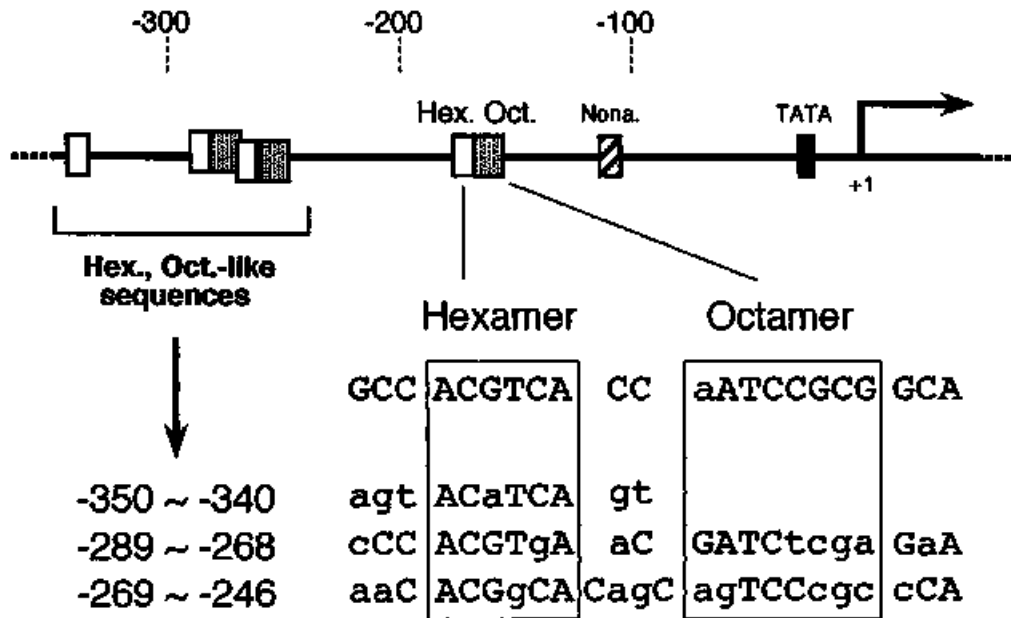 -300 -200 -100
Hex. Oct. Nona. TATA
+1
Hex., Oct.-like
sequences
Hexamer Octamer
GCC ACGTCA CC aATCCGCG GCA
-350 ~ -340 agt ACaTCA gt
-289 ~ -268 cCC ACGTgA aC GATCtcga GaA
-269 ~ -246 aaC ACGgCA CagC agTCCcgc cCA